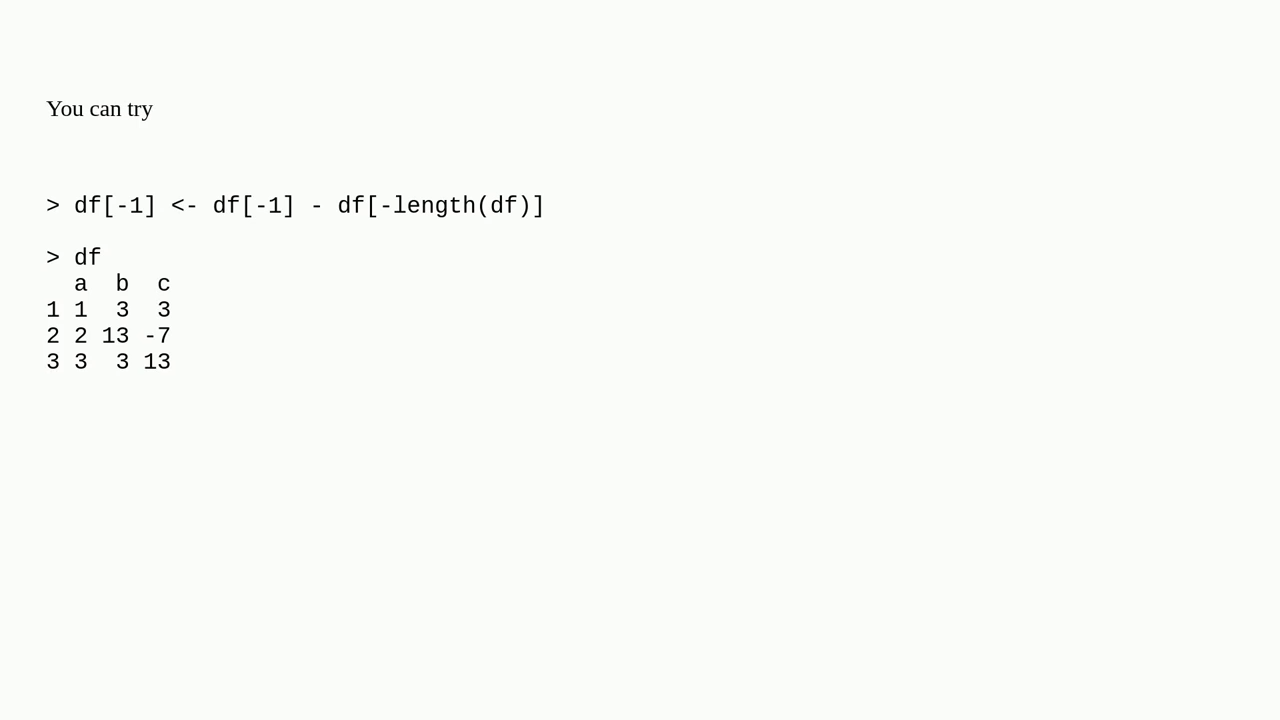 You can try
> df[-1] <- df[-1] - df[-length(df)]
> df
  a  b  c
1 1  3  3
2 2 13 -7
3 3  3 13